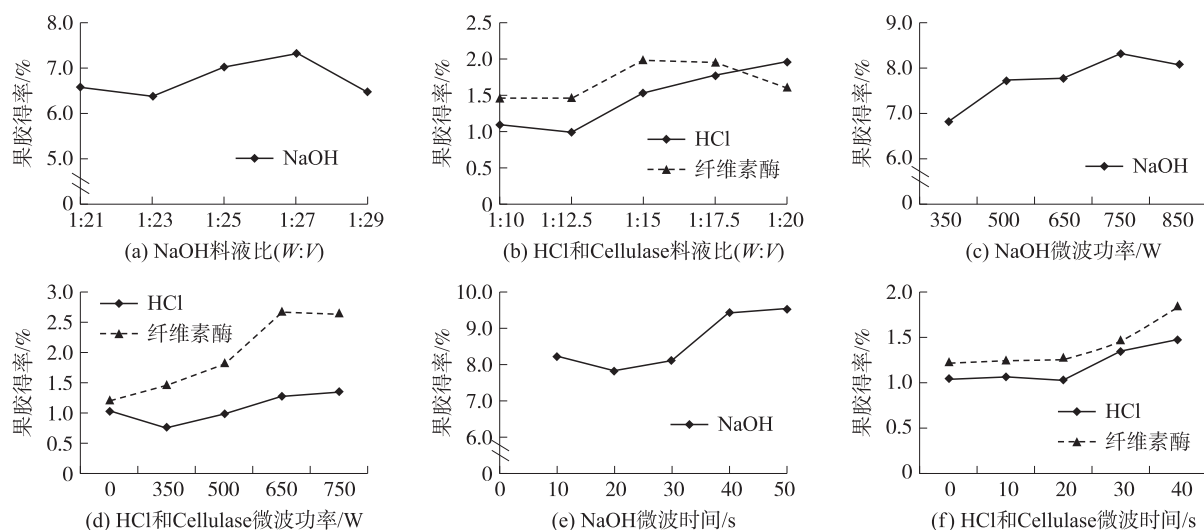 8.0
7.0
6.0
5.0
0
果胶得率/%
NaOH
1:21 1:23 1:25 1:27 1:29
(a) NaOH料液比(W:V)
2.5
2.0
1.5
1.0
0.5
0
果胶得率/%
HCl
纤维素酶
1:10 1:12.5 1:15 1:17.5 1:20
(b) HCl和Cellulase料液比(W:V)
9.0
8.0
7.0
6.0
0
果胶得率/%
NaOH
350 500 650 750 850
(c) NaOH微波功率/W
3.0
2.5
2.0
1.5
1.0
0.5
0
果胶得率/%
HCl
纤维素酶
0 350 500 650 750
(d) HCl和Cellulase微波功率/W
10.0
9.0
8.0
7.0
6.0
0
果胶得率/%
NaOH
0 10 20 30 40 50
(e) NaOH微波时间/s
2.0
1.5
1.0
0.5
0
果胶得率/%
HCl
纤维素酶
0 10 20 30 40
(f) HCl和Cellulase微波时间/s